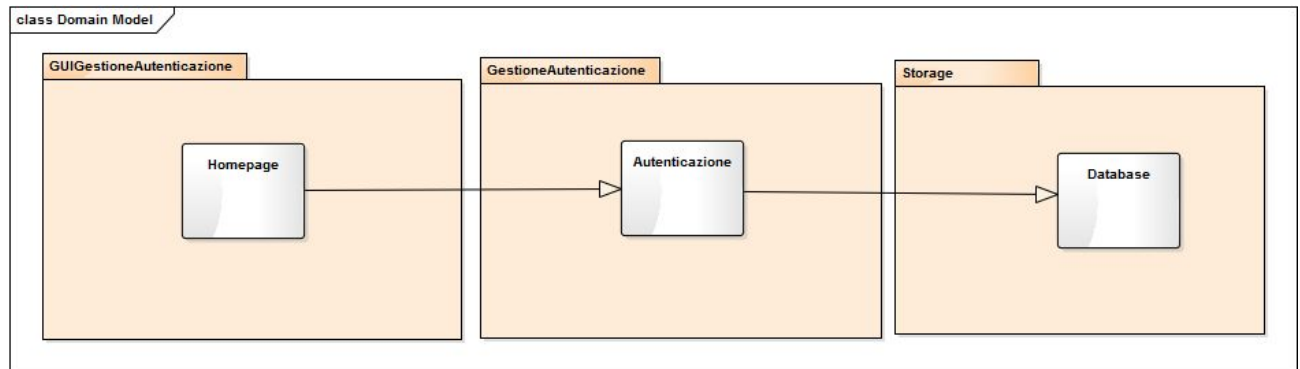 class Domain Model
GUIGestioneAutenticazione
GestioneAutenticazione
Storage
Homepage
Autenticazione
Database